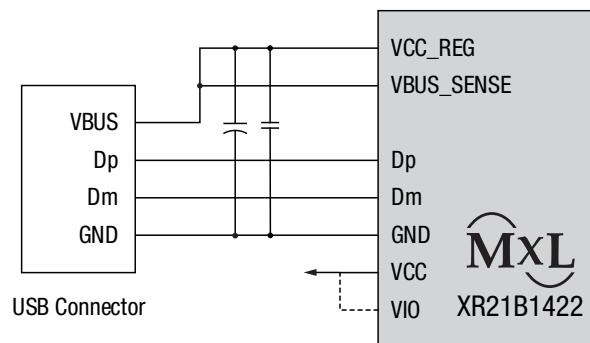 VCC_REG
VBUS_SENSE
VBUS
Dp
Dp
Dm
Dm
GND
GND
MXL
VCC
XR21B1422
VIO
USB Connector